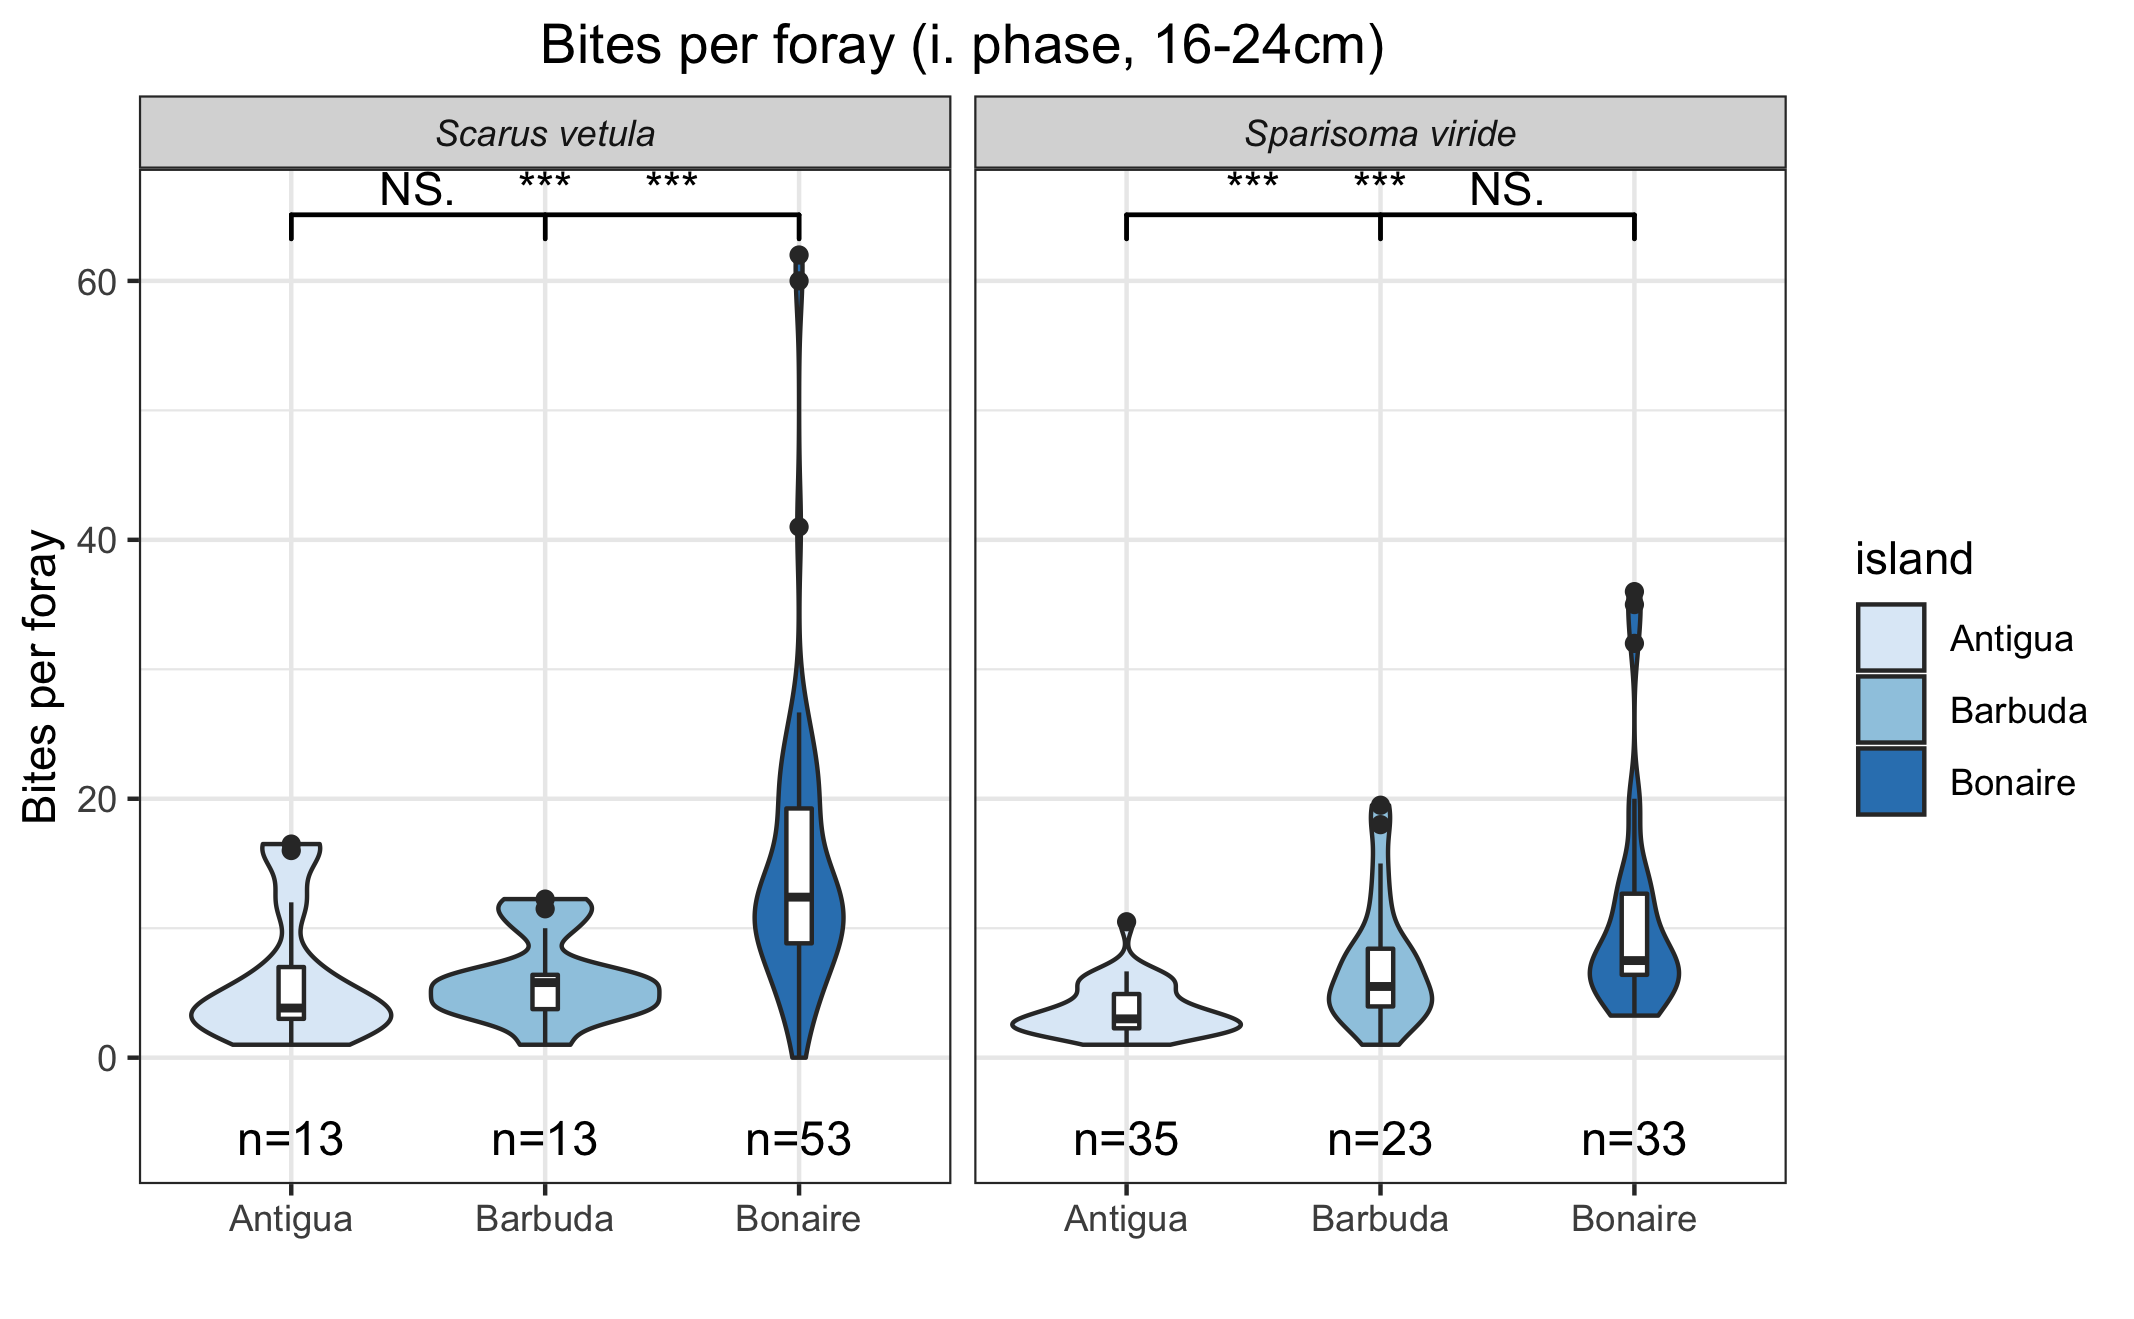 Bites per foray (i. phase, 16-24cm)
Scarus vetula
Sparisoma viride
NS. *** ***
*** *** NS.
Bites per foray
60
40
20
0
n=13 n=13 n=53
n=35 n=23 n=33
Antigua Barbuda Bonaire
Antigua Barbuda Bonaire
island
Antigua
Barbuda
Bonaire